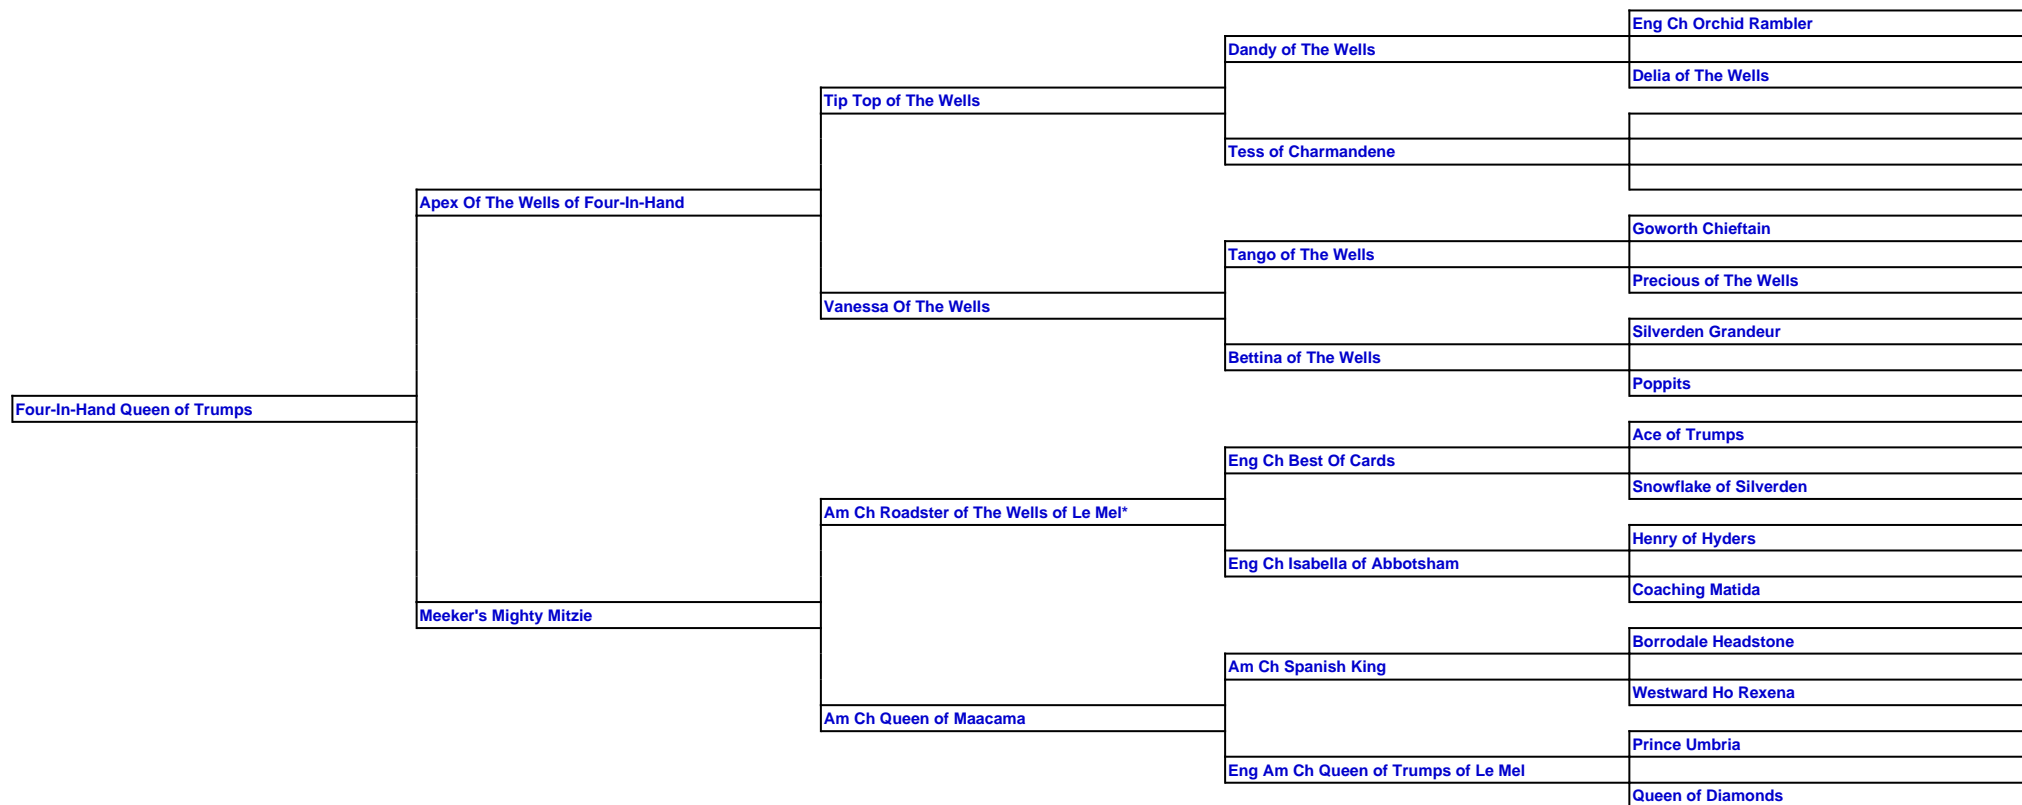 Eng Ch Orchid Rambler
Dandy of The Wells
Delia of The Wells
Tip Top of The Wells
Tess of Charmandene
Apex Of The Wells of Four-In-Hand
Goworth Chieftain
Tango of The Wells
Precious of The Wells
Vanessa Of The Wells
Silverden Grandeur
Bettina of The Wells
Poppits
Four-In-Hand Queen of Trumps
Ace of Trumps
Eng Ch Best Of Cards
Snowflake of Silverden
Am Ch Roadster of The Wells of Le Mel*
Henry of Hyders
Eng Ch Isabella of Abbotsham
Coaching Matida
Meeker's Mighty Mitzie
Borrodale Headstone
Am Ch Spanish King
Westward Ho Rexena
Am Ch Queen of Maacama
Prince Umbria
Eng Am Ch Queen of Trumps of Le Mel
Queen of Diamonds